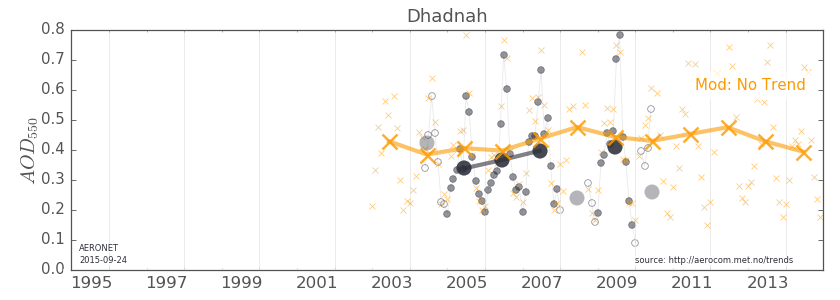 Dhadnah
0.8
0.7
0.6
0.5
0.4
0.3
0.2
0.1
0.0
AOD550
Mod: No Trend
AERONET
2015-09-24
source: http://aerocom.met.no/trends
1995 1997 1999 2001 2003 2005 2007 2009 2011 2013